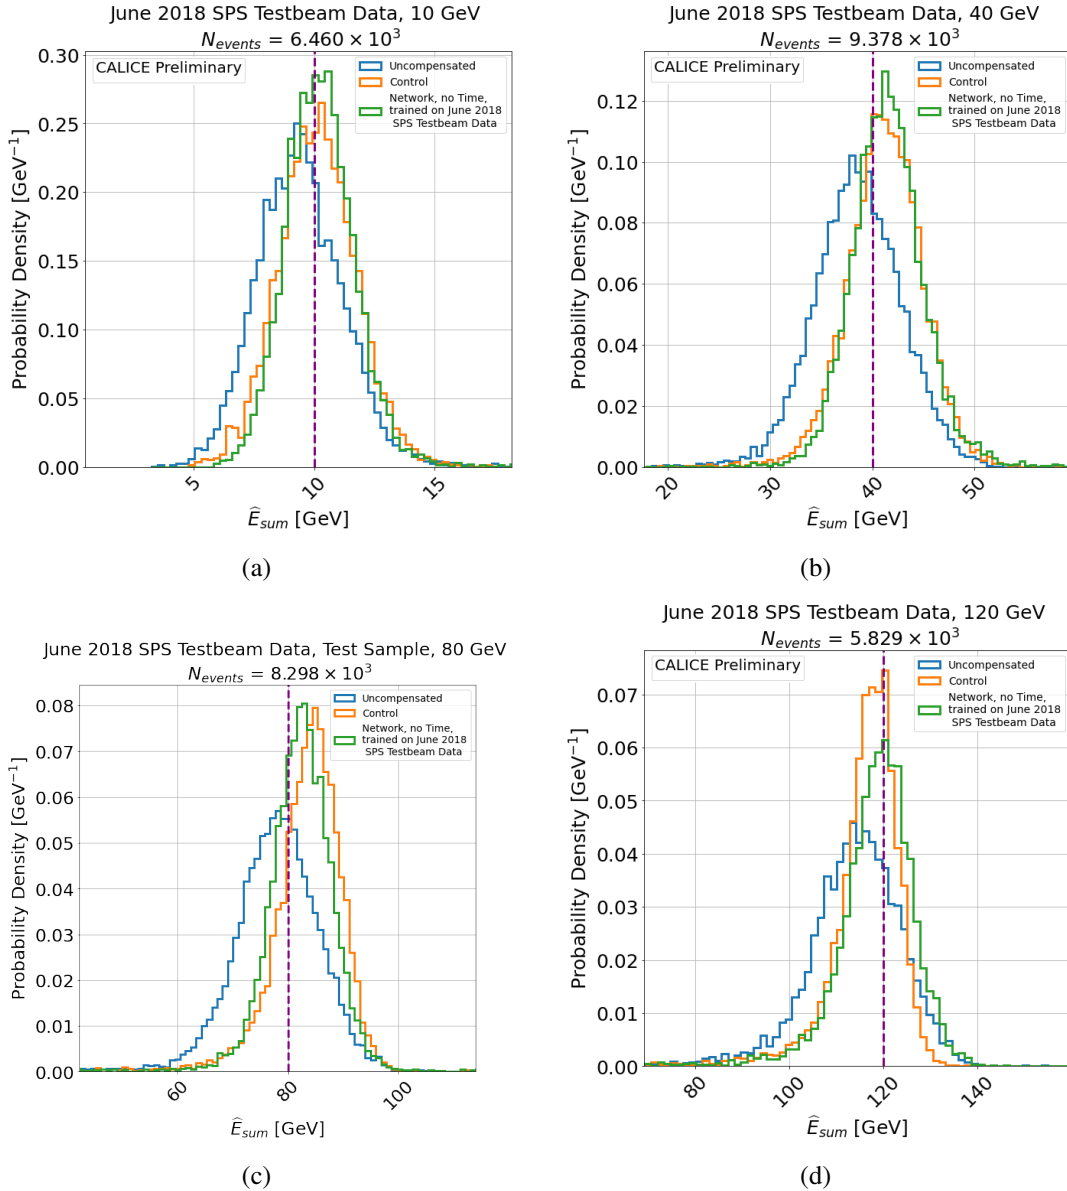 June 2018 SPS Testbeam Data, 10 GeV
N_events = 6.460 × 10³
CALICE Preliminary
Uncompensated
Control
Network, no Time,
trained on June 2018
SPS Testbeam Data
Probability Density [GeV⁻¹]
0.30
0.25
0.20
0.15
0.10
0.05
0.00
5
10
15
Ê_sum [GeV]
(a)
June 2018 SPS Testbeam Data, 40 GeV
N_events = 9.378 × 10³
CALICE Preliminary
Uncompensated
Control
Network, no Time,
trained on June 2018
SPS Testbeam Data
Probability Density [GeV⁻¹]
0.12
0.10
0.08
0.06
0.04
0.02
0.00
20
30
40
50
Ê_sum [GeV]
(b)
June 2018 SPS Testbeam Data, Test Sample, 80 GeV
N_events = 8.298 × 10³
Uncompensated
Control
Network, no Time,
trained on June 2018
SPS Testbeam Data
Probability Density [GeV⁻¹]
0.08
0.07
0.06
0.05
0.04
0.03
0.02
0.01
0.00
60
80
100
Ê_sum [GeV]
(c)
June 2018 SPS Testbeam Data, 120 GeV
N_events = 5.829 × 10³
CALICE Preliminary
Uncompensated
Control
Network, no Time,
trained on June 2018
SPS Testbeam Data
Probability Density [GeV⁻¹]
0.07
0.06
0.05
0.04
0.03
0.02
0.01
0.00
80
100
120
140
Ê_sum [GeV]
(d)